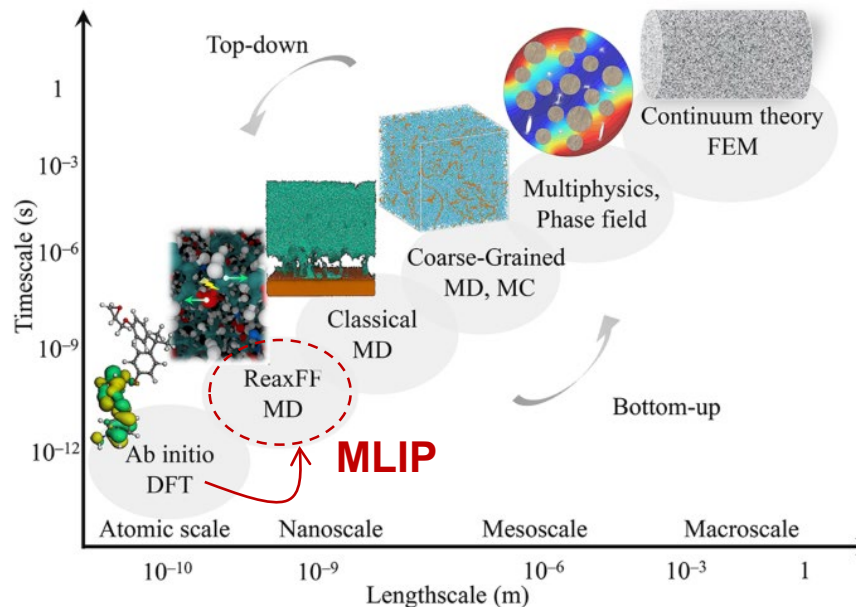 Top-down
1
Continuum theory
FEM
10⁻³
Multiphysics,
Phase field
Timescale (s)
10⁻⁶
Coarse-Grained
MD, MC
Classical
MD
10⁻⁹
ReaxFF
MD
Bottom-up
10⁻¹²
MLIP
Ab initio
DFT
Atomic scale Nanoscale Mesoscale Macroscale
10⁻¹⁰ 10⁻⁹ 10⁻⁶ 10⁻³ 1
Lengthscale (m)